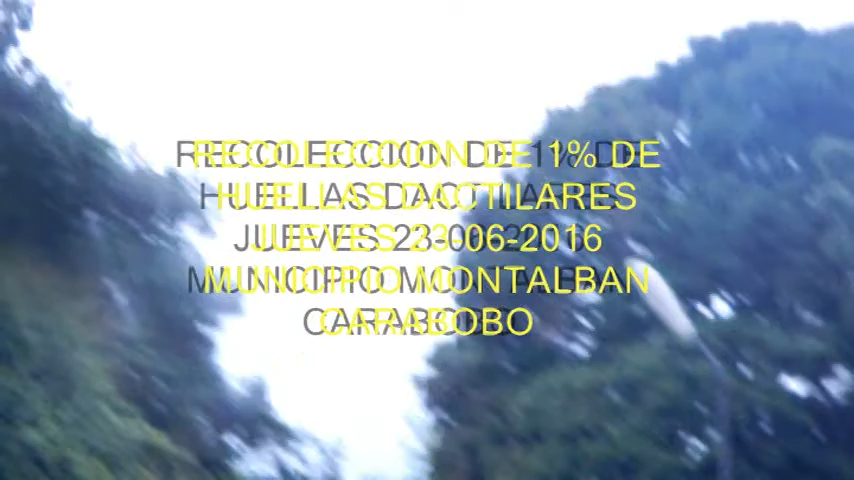 RECOLECCION DE 1% DE
HUELLAS DACTILARES
JUEVES 23-06-2016
MUNICIPIO MONTALBAN
CARABOBO